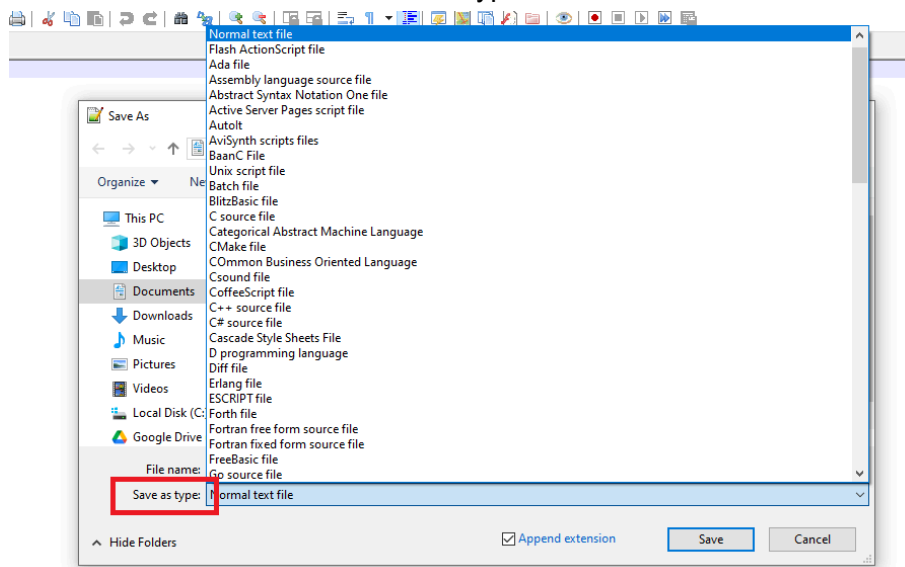 Normal text file
Flash ActionScript file
Ada file
Assembly language source file
Abstract Syntax Notation One file
Active Server Pages script file
AutoIt
AviSynth scripts files
BaanC File
Unix script file
Batch file
BlitzBasic file
C source file
Categorical Abstract Machine Language
CMake file
COmmon Business Oriented Language
Csound file
CoffeeScript file
C++ source file
C# source file
Cascade Style Sheets File
D programming language
Diff file
Erlang file
ESCRIPT file
Forth file
Fortran free form source file
Fortran fixed form source file
FreeBasic file
Go source file
Save As
Organize
Ne
This PC
3D Objects
Desktop
Documents
Downloads
Music
Pictures
Videos
Local Disk (C:
Google Drive
File name:
Save as type: Normal text file
Hide Folders
Append extension
Save
Cancel